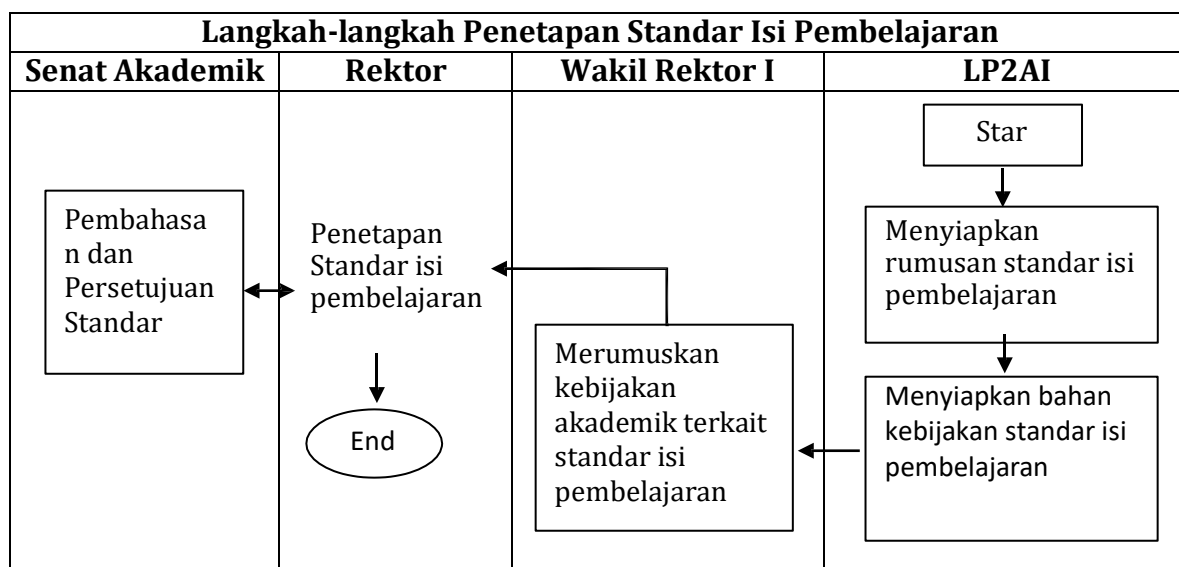 Langkah-langkah Penetapan Standar Isi Pembelajaran
Senat Akademik
Rektor
Wakil Rektor I
LP2AI
Star
Menyiapkan
rumusan standar isi
pembelajaran
Menyiapkan bahan
kebijakan standar isi
pembelajaran
Merumuskan
kebijakan
akademik terkait
standar isi
pembelajaran
Penetapan
Standar isi
pembelajaran
Pembahasa
n dan
Persetujuan
Standar
End